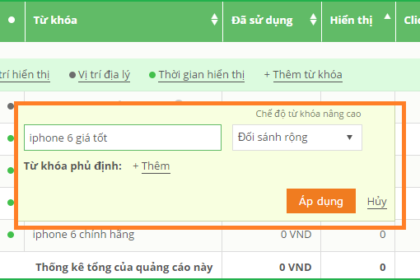 Từ khóa Đã sử dụng Hiển thị Clic
trí hiển thị Vị trí địa lý Thời gian hiển thị + Thêm từ khóa
Chế độ từ khóa nâng cao
iphone 6 giá tốt Đối sánh rộng
Từ khóa phủ định: + Thêm
Áp dụng Hủy
iphone 6 chính hãng 0 VND 0
Thống kê tổng của quảng cáo này 0 VND 0